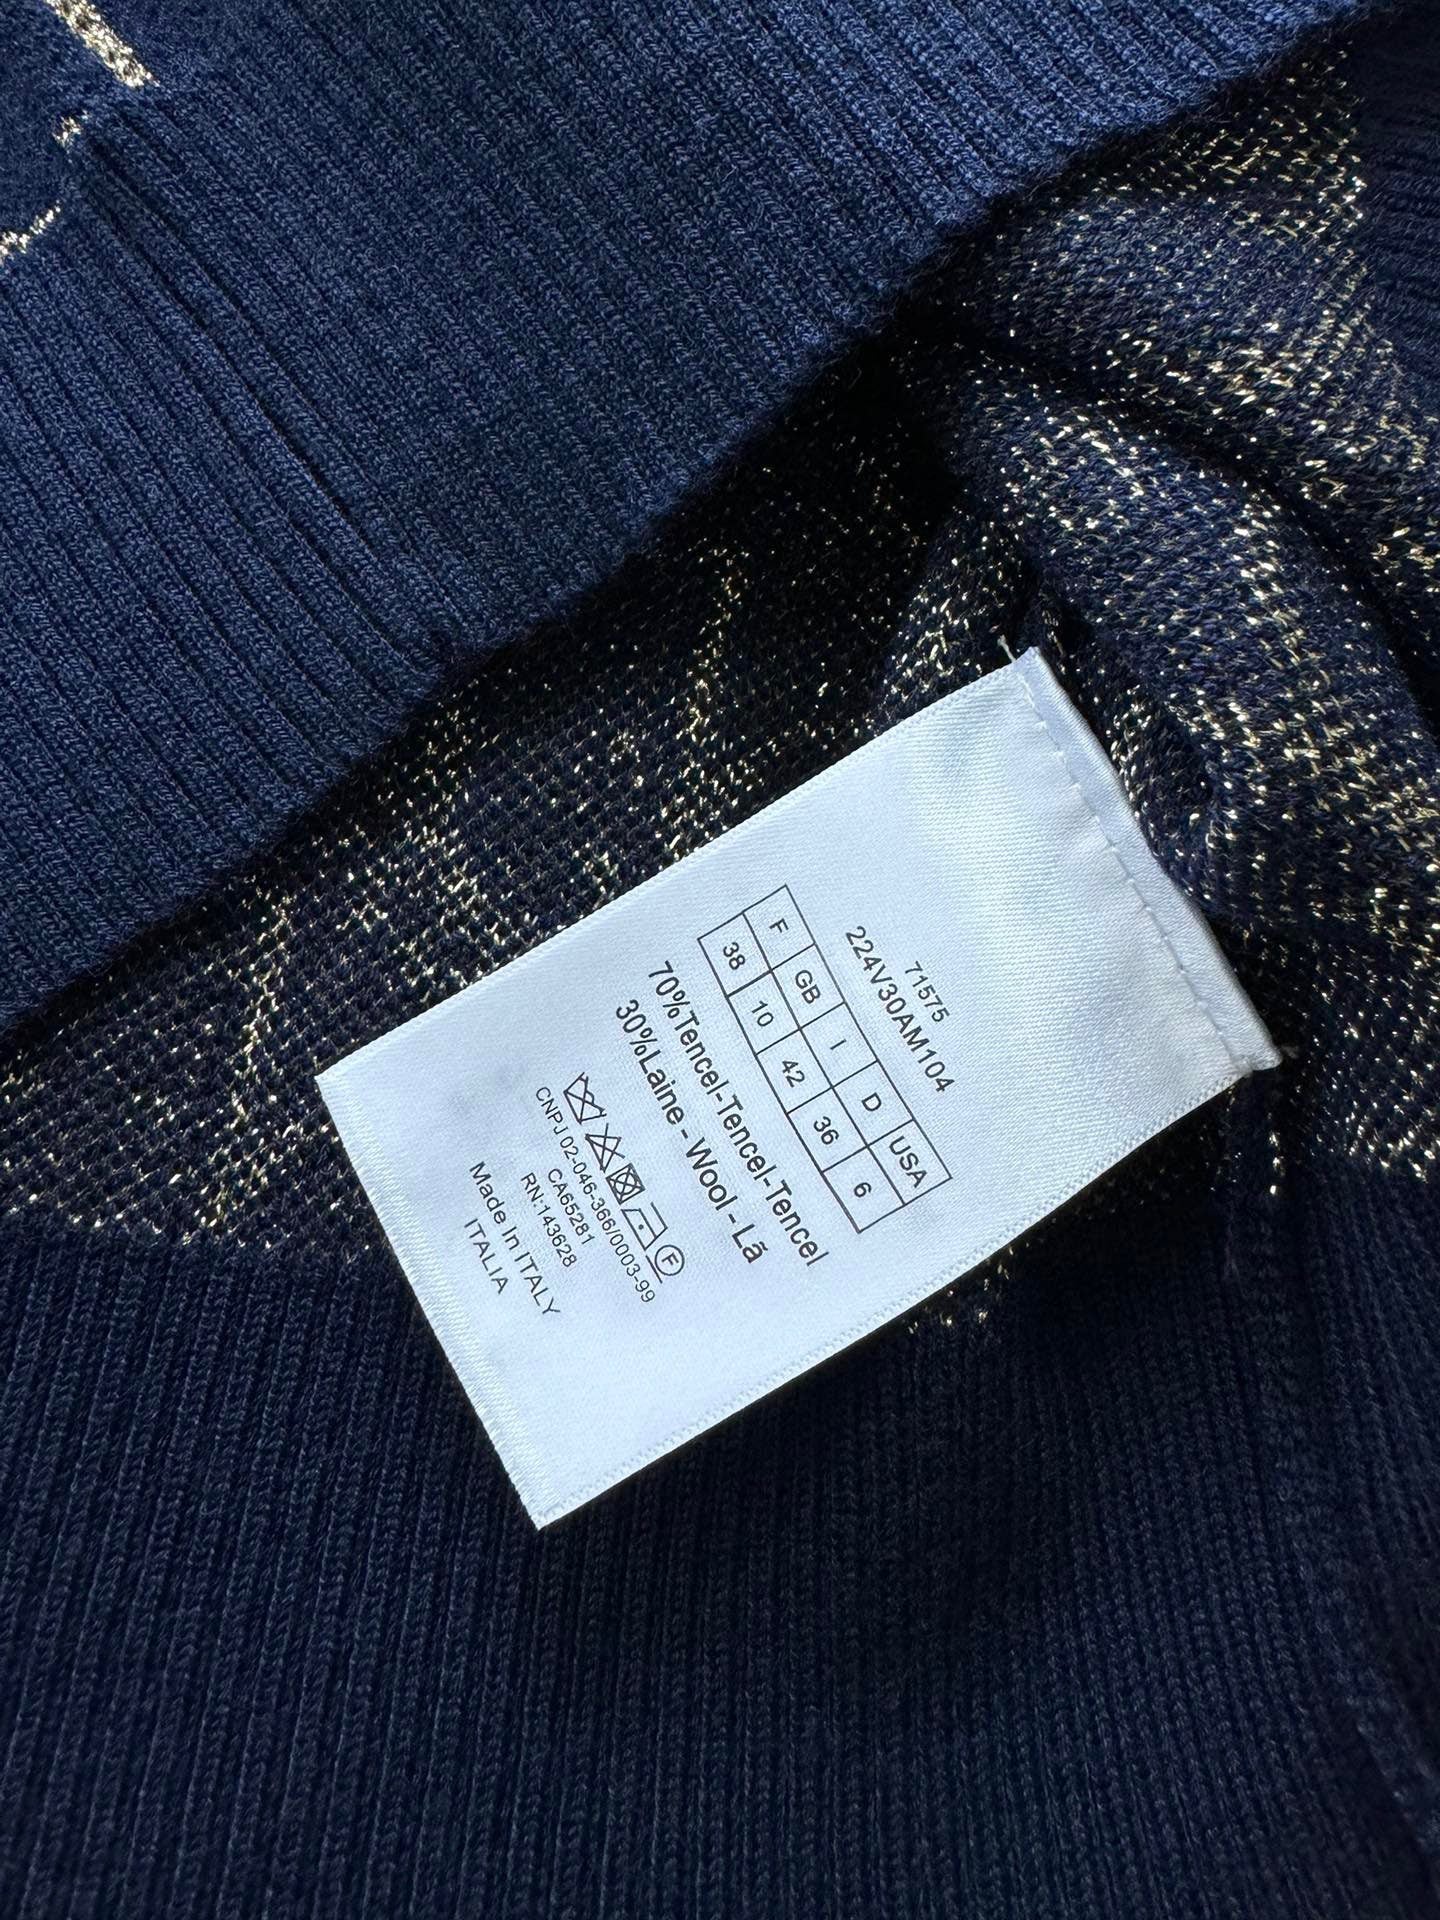 71575
224V30AM104
F GB I D USA
38 10 42 36 6
70%Tencel-Tencel-Tencel
30%Laine - Wool - Lã
F
CNPJ 02-046-366/0003-99
CA65281
RN:143628
Made In ITALY
ITALIA